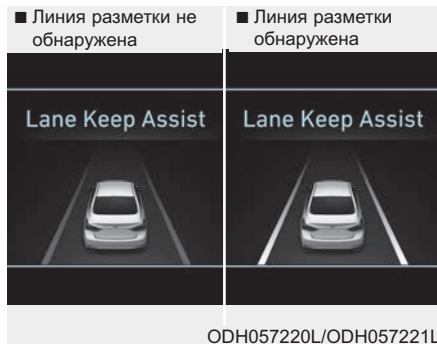 ■ Линия разметки не
обнаружена
■ Линия разметки
обнаружена
Lane Keep Assist
Lane Keep Assist
ODH057220L/ODH057221L